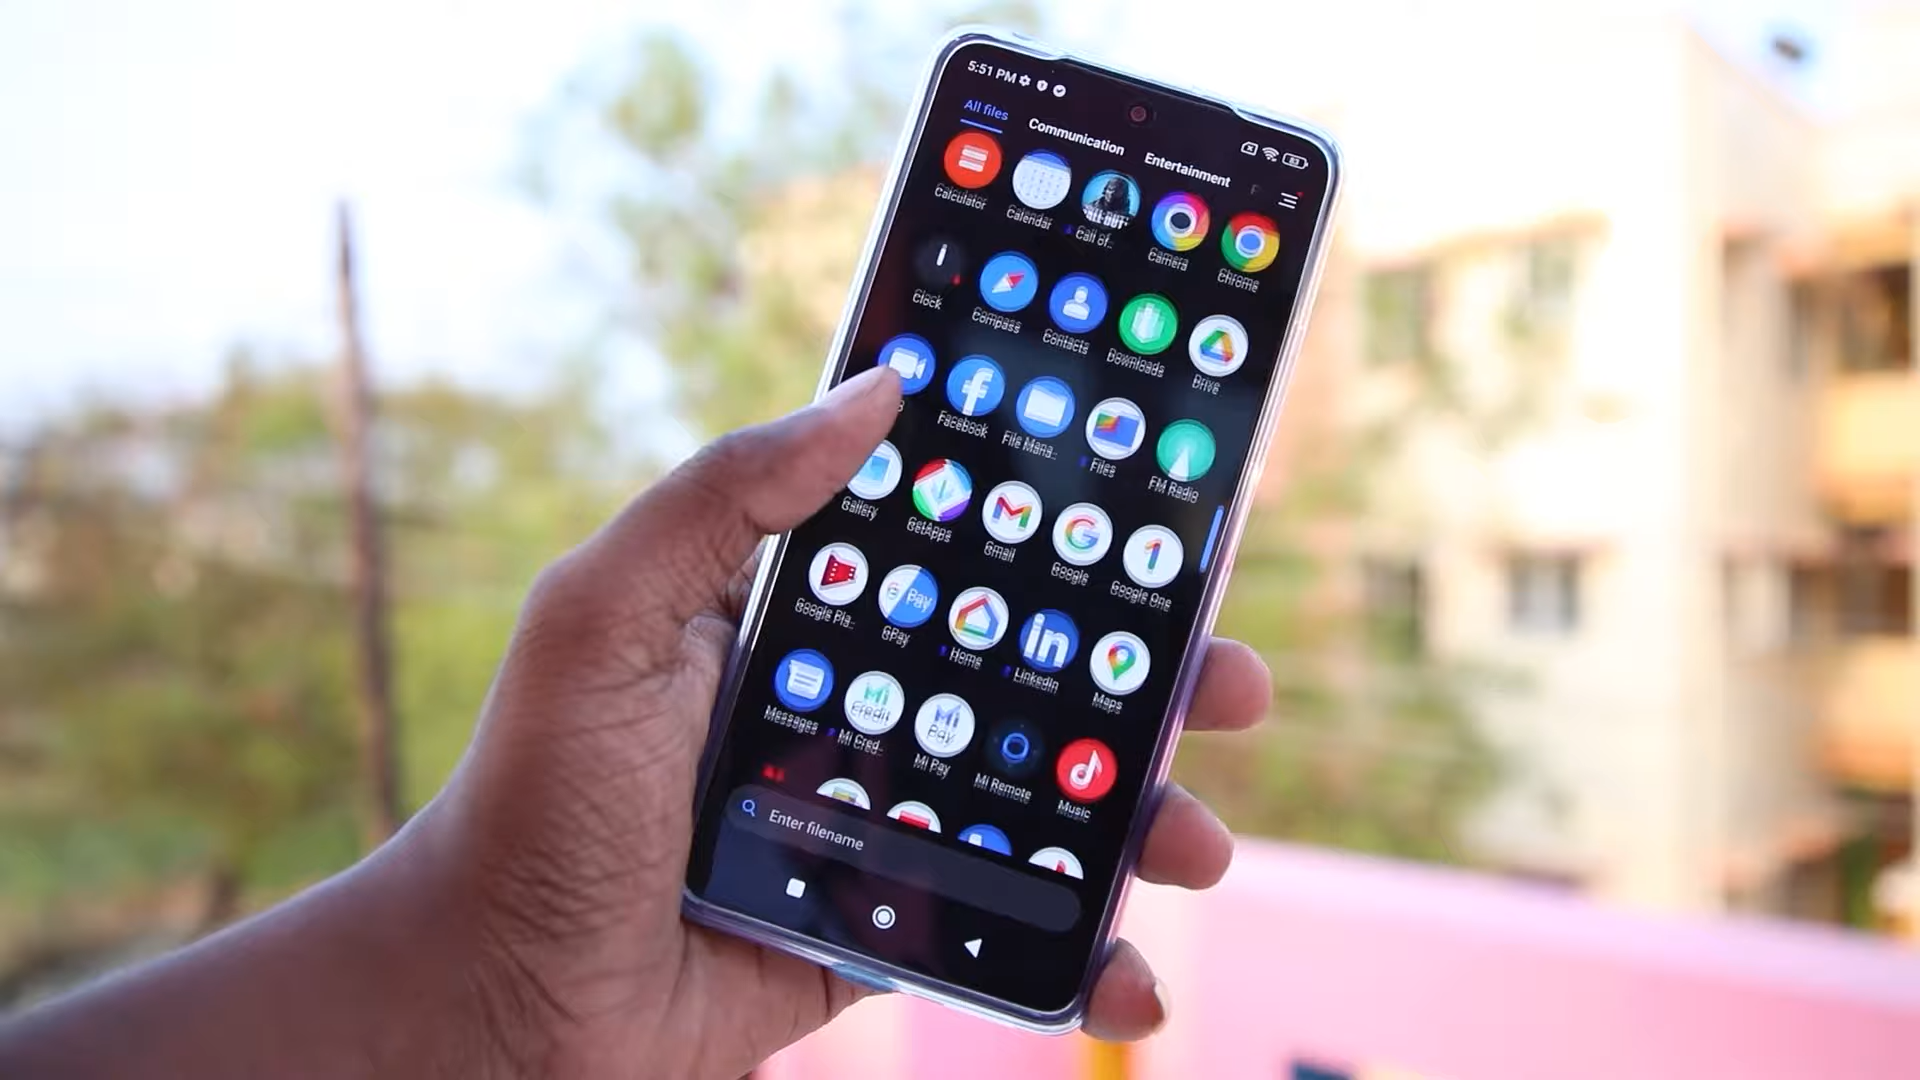 5:51 PM
83
All files Communication Entertainment
Calculator Calendar Call of.. Camera Chrome
Clock Compass Contacts Downloads Drive
Facebook File Mana.. Files FM Radio
Gallery GetApps Gmail Google Google One
Google Pla.. GPay Home LinkedIn Maps
Messages Mi Cred.. Mi Pay Mi Remote Music
Enter filename